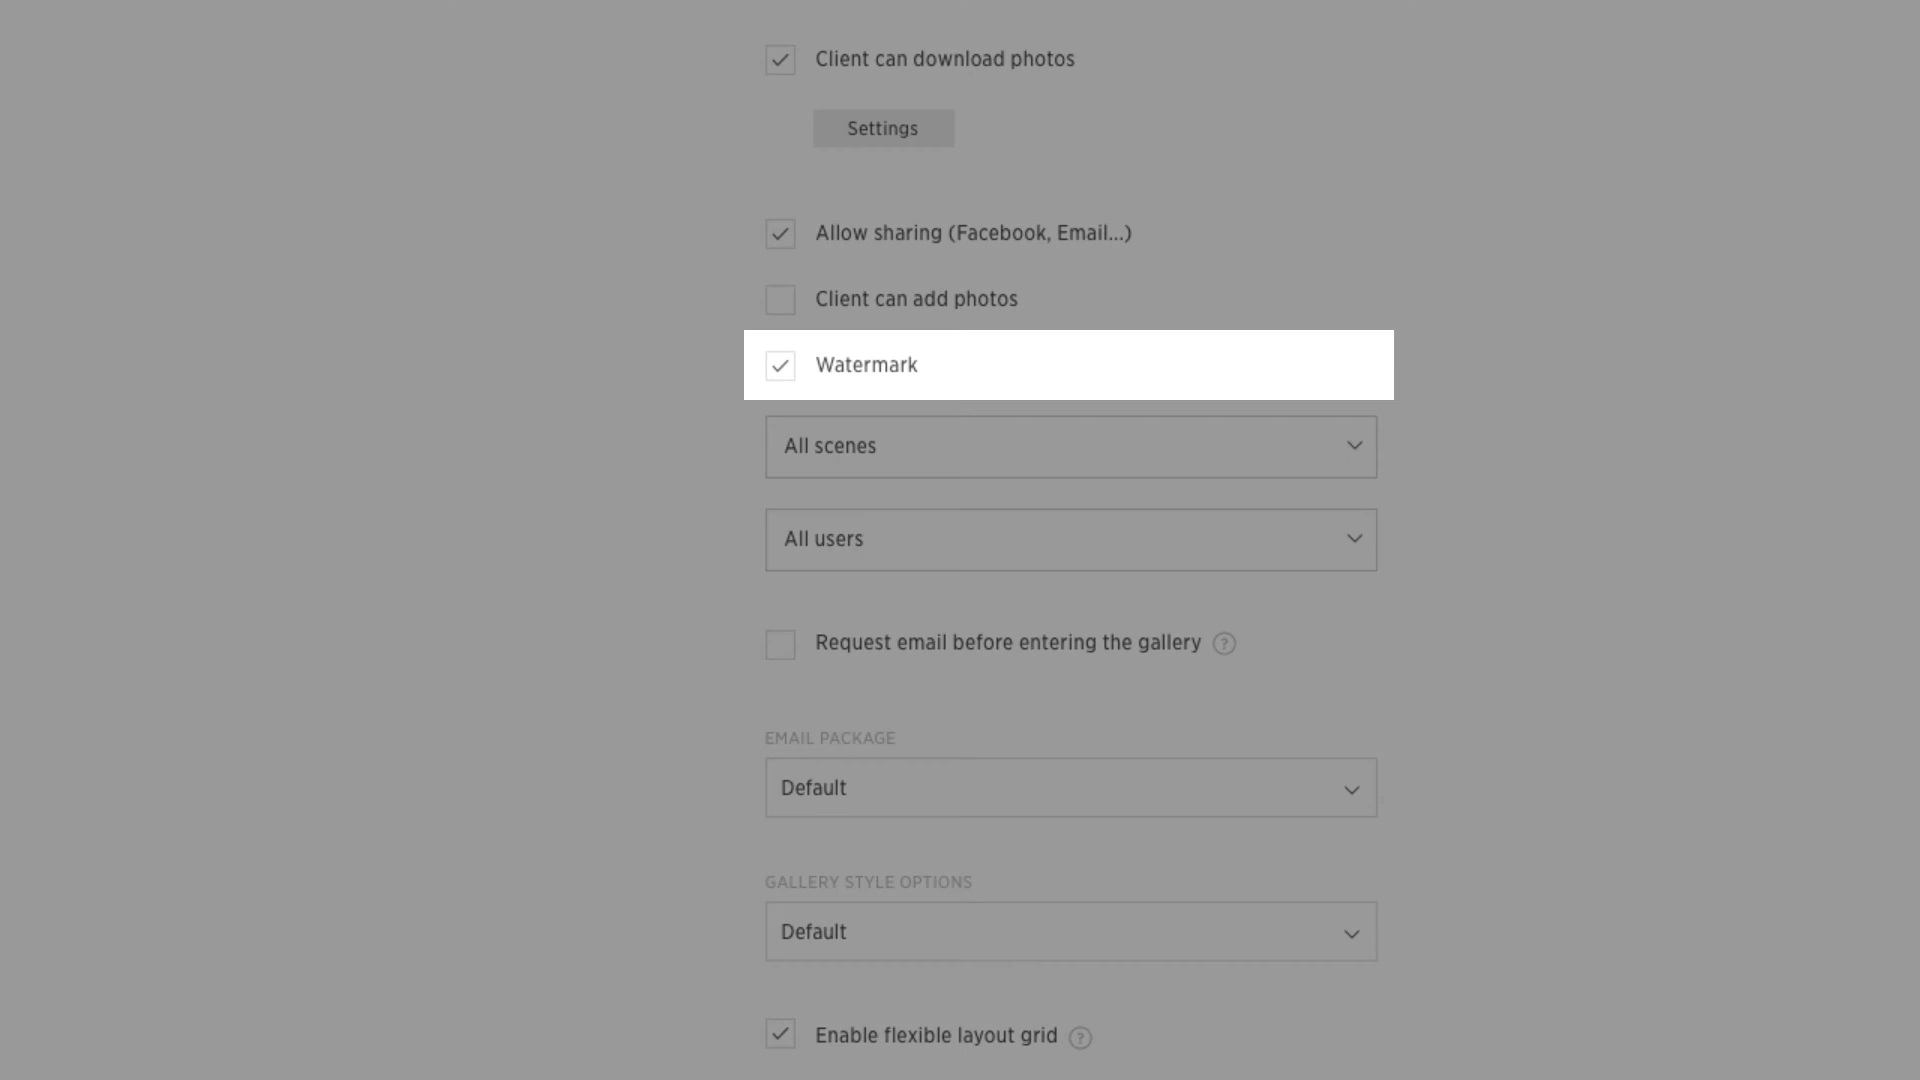 Client can download photos
Settings
Allow sharing (Facebook, Email...)
Client can add photos
Watermark
All scenes
All users
Request email before entering the gallery ?
EMAIL PACKAGE
Default
GALLERY STYLE OPTIONS
Default
Enable flexible layout grid ?